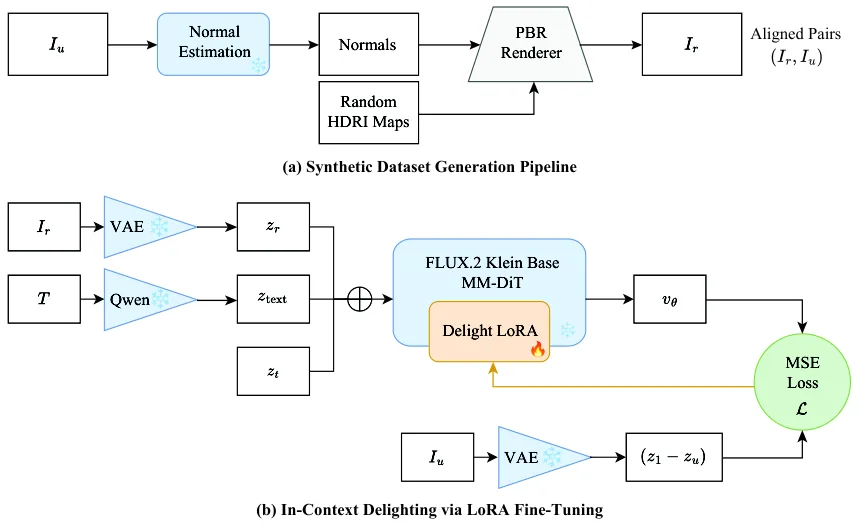 I_u
Normal
Estimation
Normals
Random
HDRI Maps
PBR
Renderer
I_r
Aligned Pairs
(I_r, I_u)
(a) Synthetic Dataset Generation Pipeline
I_r
VAE
z_r
T
Qwen
z_text
z_t
FLUX.2 Klein Base
MM-DiT
Delight LoRA
v_θ
MSE
Loss
ℒ
I_u
VAE
(z_1 − z_u)
(b) In-Context Delighting via LoRA Fine-Tuning